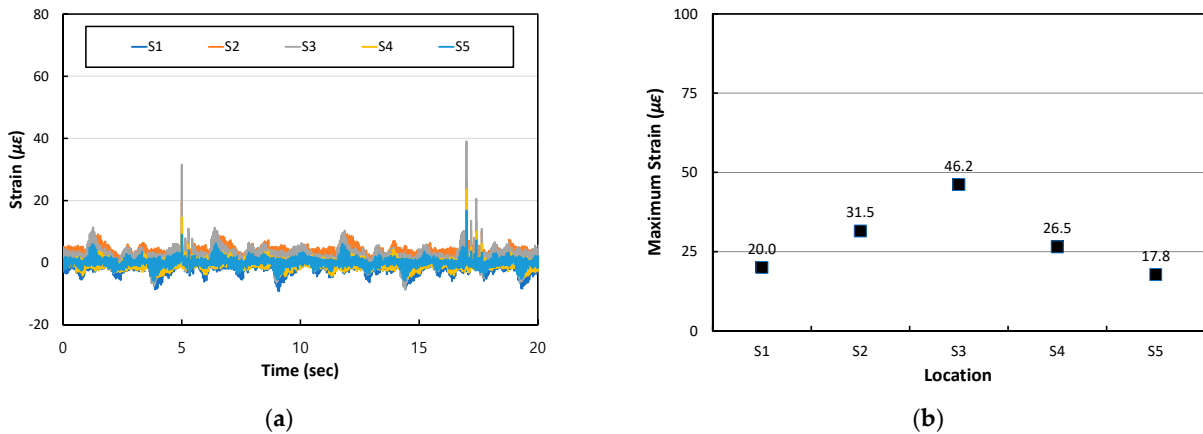 80
60
40
20
0
-20
Strain (με)
S1 S2 S3 S4 S5
0 5 10 15 20
Time (sec)
(a)
100
75
50
25
0
Maximum Strain (με)
20.0
31.5
46.2
26.5
17.8
S1 S2 S3 S4 S5
Location
(b)